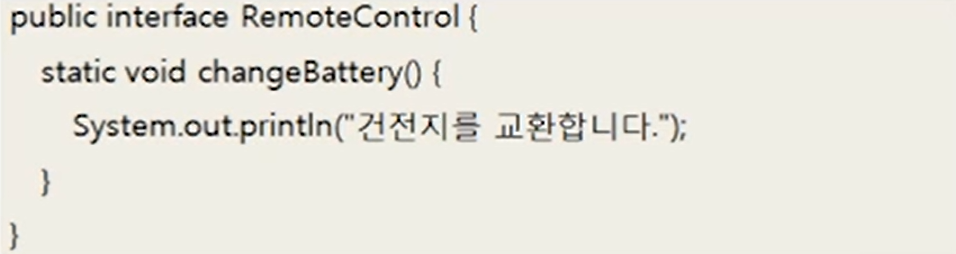 public interface RemoteControl {
static void changeBattery() {
System.out.println("건전지를 교환합니다.");
}
}